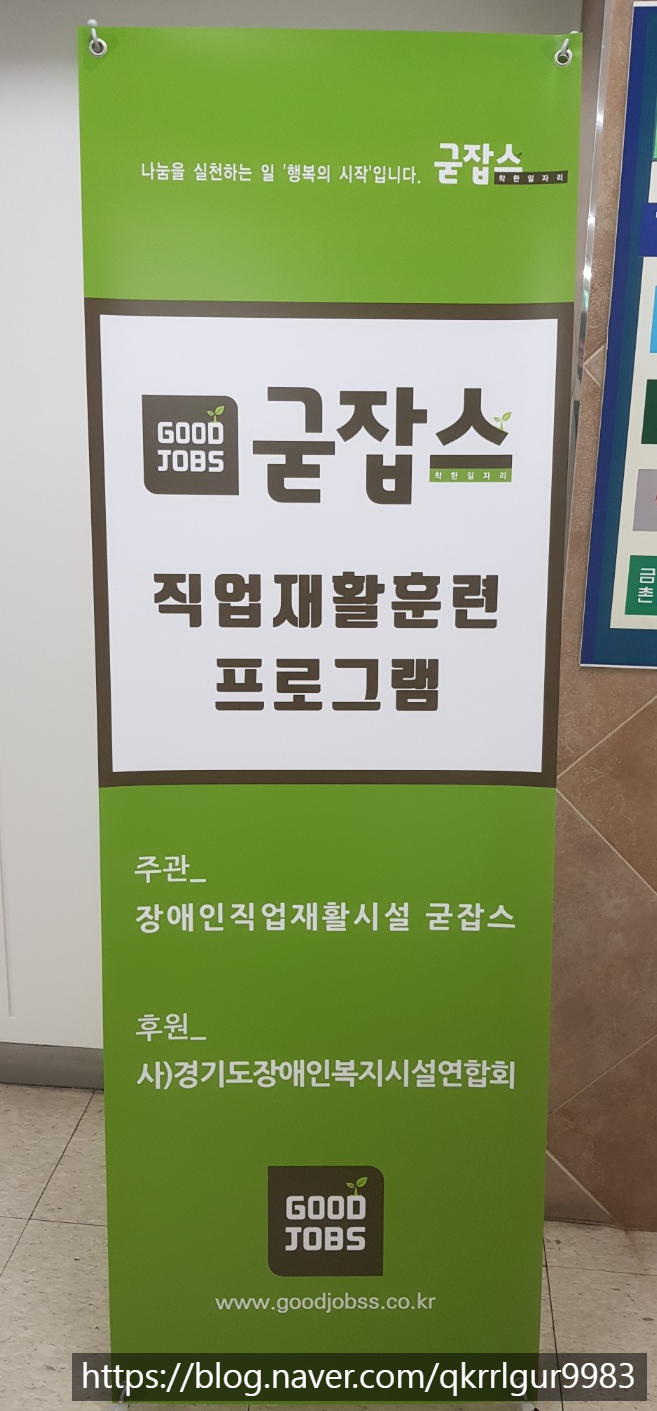 나눔을 실천하는 일 '행복의 시작'입니다. 굳잡스
착한일자리
GOOD JOBS
굳잡스
착한일자리
직업재활훈련
프로그램
주관_
장애인직업재활시설 굳잡스
후원_
사)경기도장애인복지시설연합회
GOOD
JOBS
www.goodjobss.co.kr
금촌
https://blog.naver.com/qkrrlgur9983